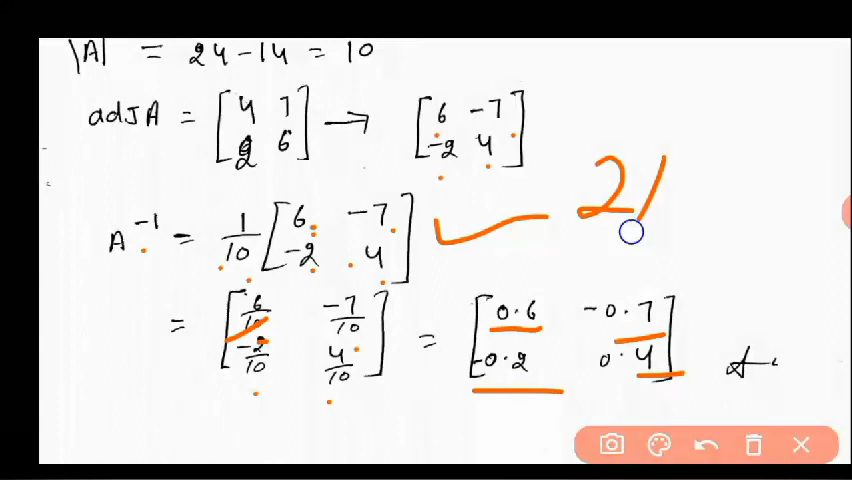 |A| = 24-14 = 10
adJA = [4 7 2 6] → [6 -7 -2 4]
A⁻¹ = 1/10 [6 -7 -2 4] 2/
= [6/10 -7/10 -2/10 4/10] = [0.6 -0.7 -0.2 0.4]